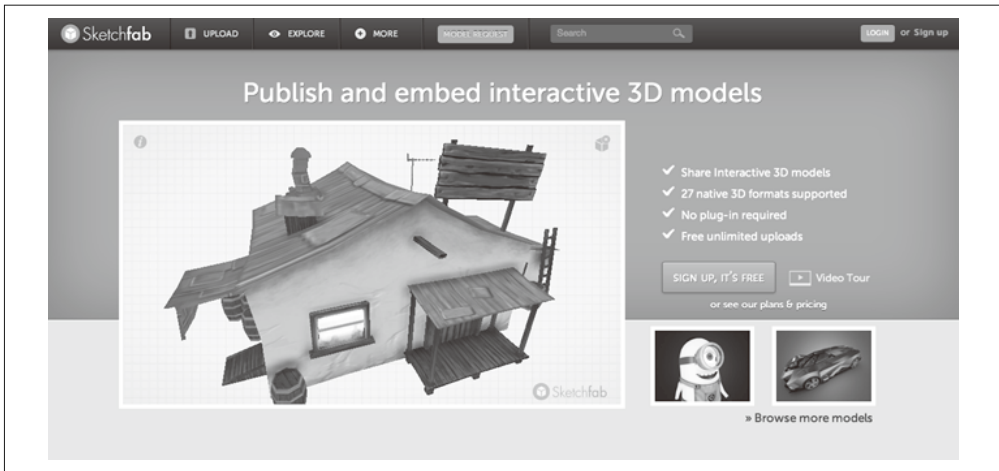 Sketchfab UPLOAD EXPLORE MORE MODEL REQUEST Search LOGIN or Sign up
Publish and embed interactive 3D models
Share Interactive 3D models
27 native 3D formats supported
No plug-in required
Free unlimited uploads
SIGN UP, IT'S FREE Video Tour
or see our plans & pricing
Sketchfab
» Browse more models